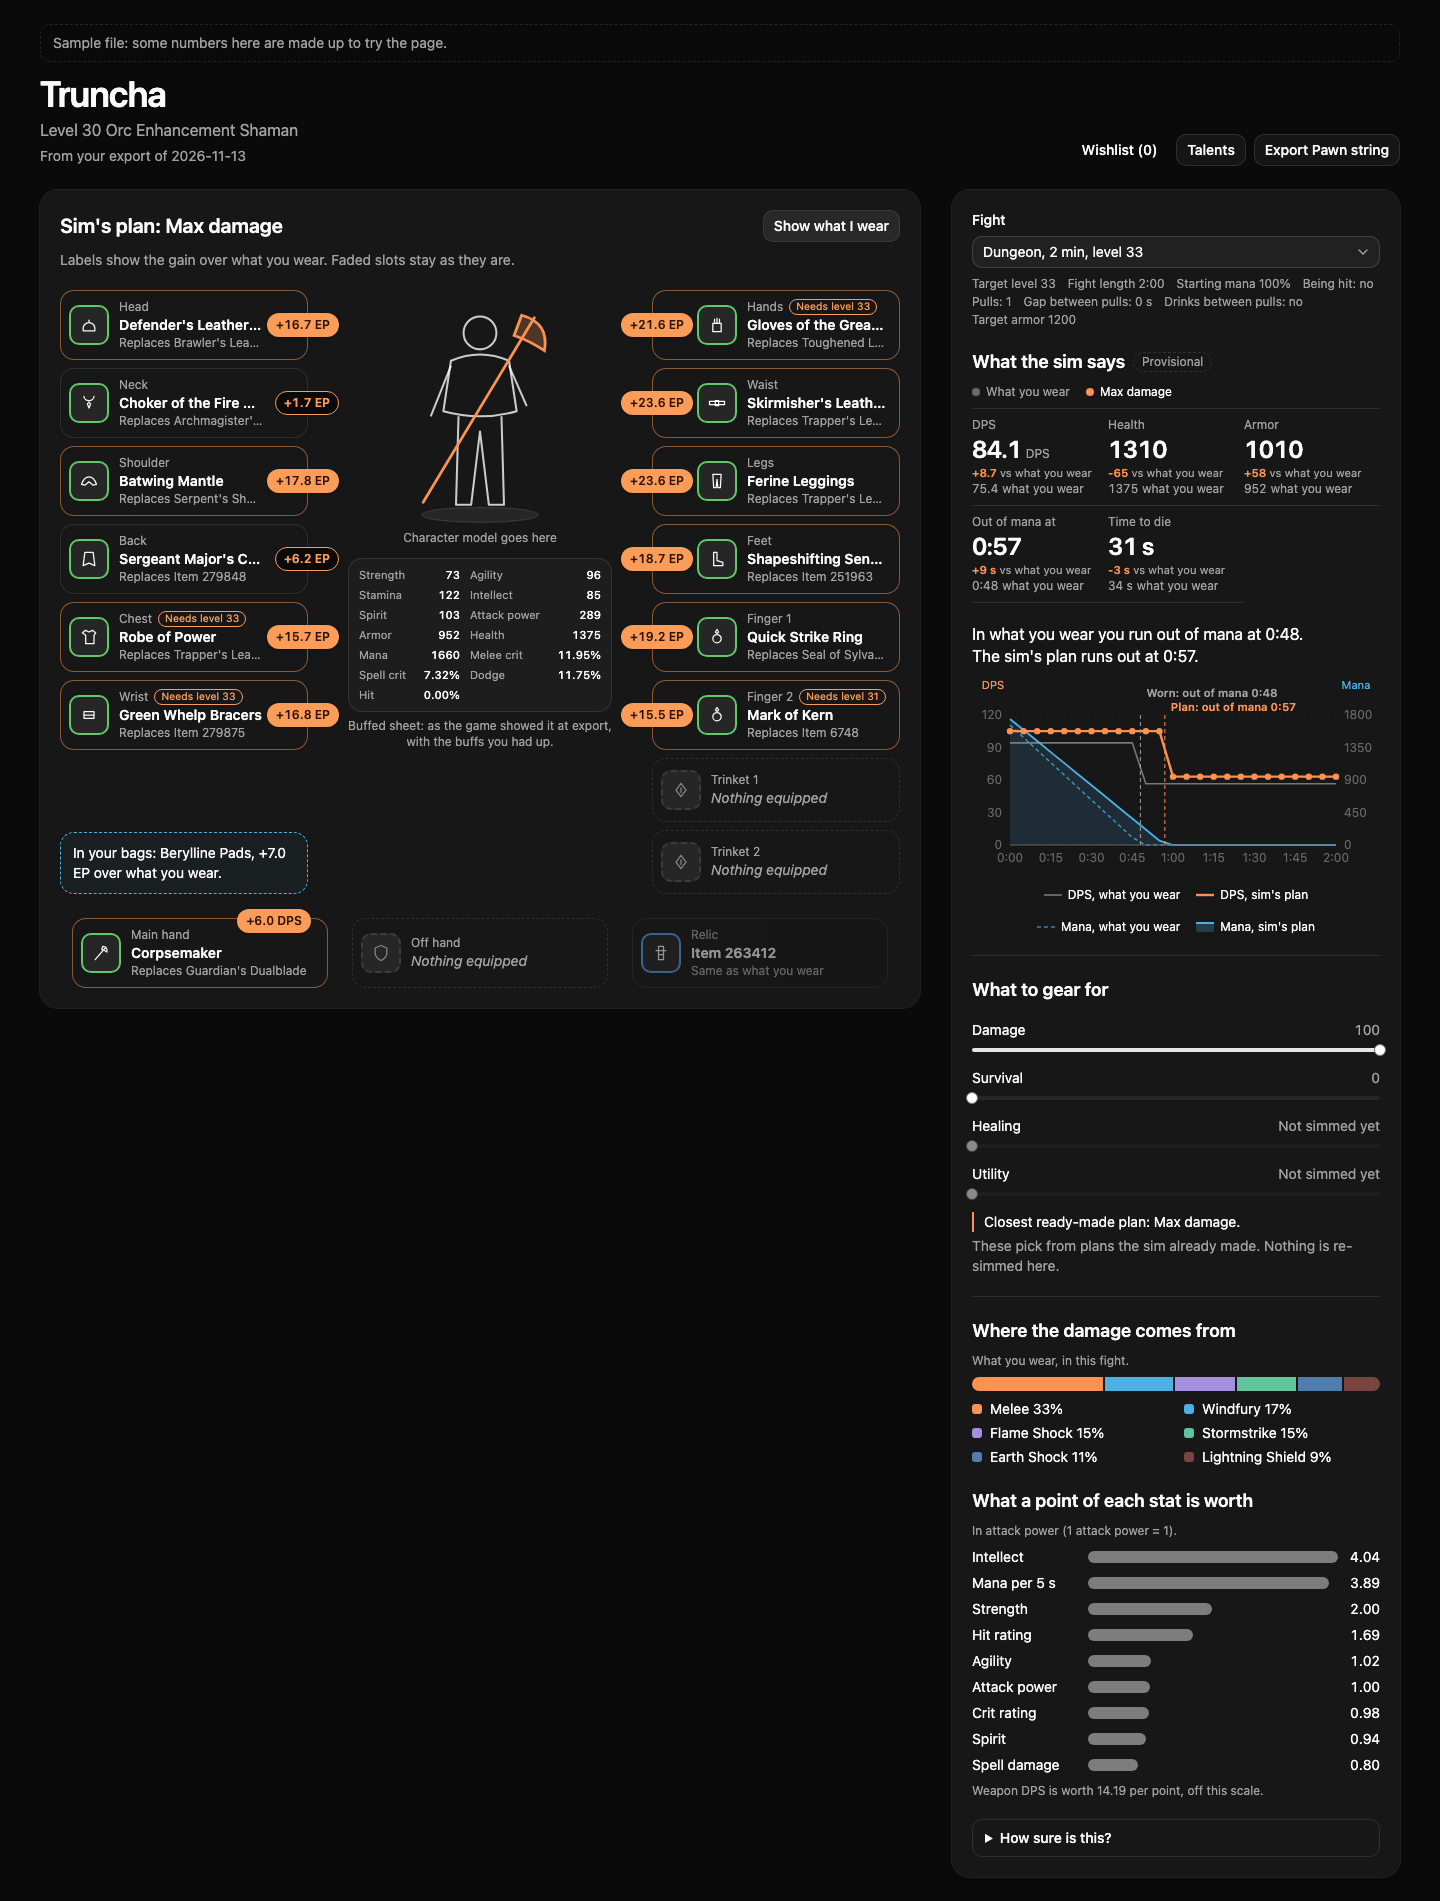 Sample file: some numbers here are made up to try the page.
Truncha
Level 30 Orc Enhancement Shaman
From your export of 2026-11-13
Wishlist (0)
Talents
Export Pawn string
Sim's plan: Max damage
Show what I wear
Labels show the gain over what you wear. Faded slots stay as they are.
Head
Defender's Leather...
Replaces Brawler's Lea...
+16.7 EP
Neck
Choker of the Fire ...
Replaces Archmagister'...
+1.7 EP
Shoulder
Batwing Mantle
Replaces Serpent's Sh...
+17.8 EP
Back
Sergeant Major's C...
Replaces Item 279848
+6.2 EP
Chest Needs level 33
Robe of Power
Replaces Trapper's Lea...
+15.7 EP
Wrist Needs level 33
Green Whelp Bracers
Replaces Item 279875
+16.8 EP
In your bags: Berylline Pads, +7.0
EP over what you wear.
Character model goes here
Strength 73 Agility 96
Stamina 122 Intellect 85
Spirit 103 Attack power 289
Armor 952 Health 1375
Mana 1660 Melee crit 11.95%
Spell crit 7.32% Dodge 11.75%
Hit 0.00%
Buffed sheet: as the game showed it at export,
with the buffs you had up.
+21.6 EP
Hands Needs level 33
Gloves of the Grea...
Replaces Toughened L...
+23.6 EP
Waist
Skirmisher's Leath...
Replaces Trapper's Le...
+23.6 EP
Legs
Ferine Leggings
Replaces Trapper's Le...
+18.7 EP
Feet
Shapeshifting Sen...
Replaces Item 251963
+19.2 EP
Finger 1
Quick Strike Ring
Replaces Seal of Sylva...
+15.5 EP
Finger 2 Needs level 31
Mark of Kern
Replaces Item 6748
Trinket 1
Nothing equipped
Trinket 2
Nothing equipped
+6.0 DPS
Main hand
Corpsemaker
Replaces Guardian's Dualblade
Off hand
Nothing equipped
Relic
Item 263412
Same as what you wear
Fight
Dungeon, 2 min, level 33
Target level 33 Fight length 2:00 Starting mana 100% Being hit: no
Pulls: 1 Gap between pulls: 0 s Drinks between pulls: no
Target armor 1200
What the sim says Provisional
What you wear Max damage
DPS Health Armor
84.1 DPS 1310 1010
+8.7 vs what you wear -65 vs what you wear +58 vs what you wear
75.4 what you wear 1375 what you wear 952 what you wear
Out of mana at Time to die
0:57 31 s
+9 s vs what you wear -3 s vs what you wear
0:48 what you wear 34 s what you wear
In what you wear you run out of mana at 0:48.
The sim's plan runs out at 0:57.
DPS Mana
Worn: out of mana 0:48
Plan: out of mana 0:57
120 1800
90 1350
60 900
30 450
0 0
0:00 0:15 0:30 0:45 1:00 1:15 1:30 1:45 2:00
DPS, what you wear DPS, sim's plan
Mana, what you wear Mana, sim's plan
What to gear for
Damage 100
Survival 0
Healing Not simmed yet
Utility Not simmed yet
Closest ready-made plan: Max damage.
These pick from plans the sim already made. Nothing is re-
simmed here.
Where the damage comes from
What you wear, in this fight.
Melee 33% Windfury 17%
Flame Shock 15% Stormstrike 15%
Earth Shock 11% Lightning Shield 9%
What a point of each stat is worth
In attack power (1 attack power = 1).
Intellect 4.04
Mana per 5 s 3.89
Strength 2.00
Hit rating 1.69
Agility 1.02
Attack power 1.00
Crit rating 0.98
Spirit 0.94
Spell damage 0.80
Weapon DPS is worth 14.19 per point, off this scale.
How sure is this?